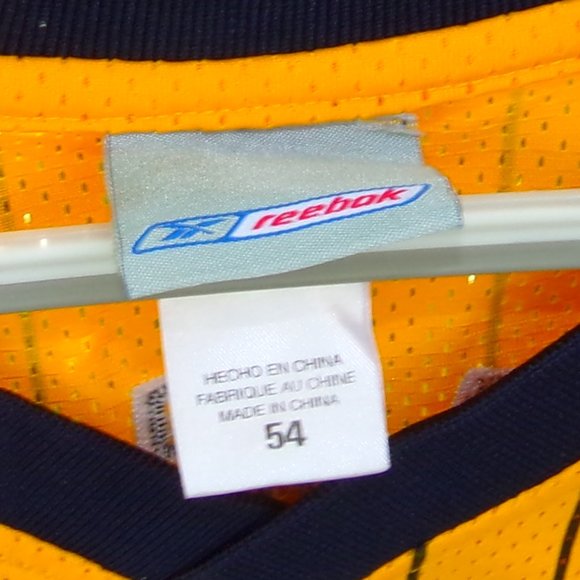 reebok
HECHO EN CHINA
FABRIQUE AU CHINE
MADE IN CHINA
54